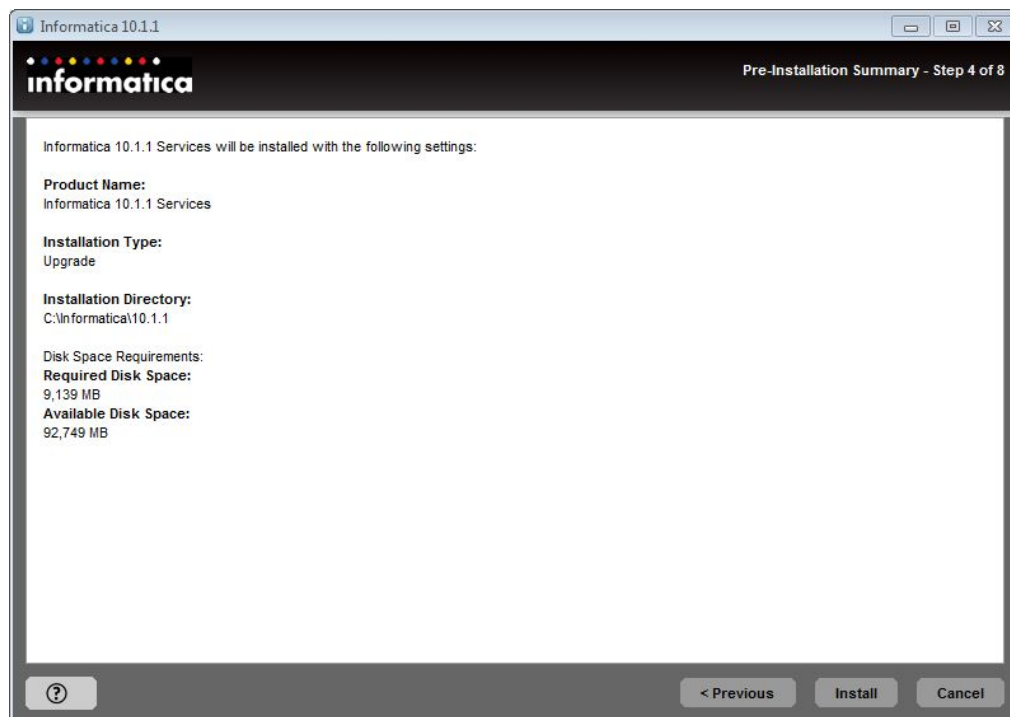 Informatica 10.1.1
informatica
Pre-Installation Summary - Step 4 of 8
Informatica 10.1.1 Services will be installed with the following settings:
Product Name:
Informatica 10.1.1 Services
Installation Type:
Upgrade
Installation Directory:
C:\Informatica\10.1.1
Disk Space Requirements:
Required Disk Space:
9,139 MB
Available Disk Space:
92,749 MB
?
< Previous
Install
Cancel